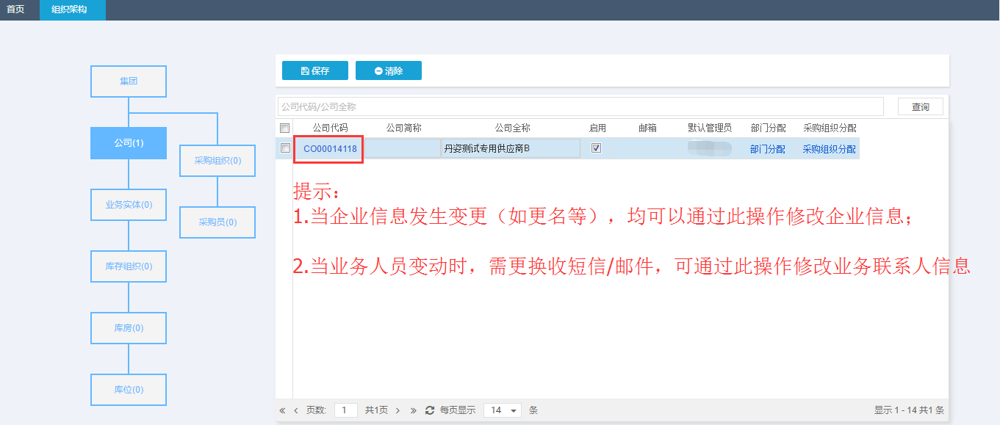 首页 组织架构
集团
公司(1)
采购组织(0)
业务实体(0)
采购员(0)
库存组织(0)
库房(0)
库位(0)
保存 清除
公司代码/公司全称 查询
公司代码 公司简称 公司全称 启用 邮箱 默认管理员 部门分配 采购组织分配
CO00014118 丹姿测试专用供应商B 部门分配 采购组织分配
提示:
1.当企业信息发生变更（如更名等），均可以通过此操作修改企业信息；
2.当业务人员变动时，需更换收短信/邮件，可通过此操作修改业务联系人信息
« ‹ 页数: 1 共1页 › » 每页显示 14 条 显示 1 - 14 共1 条